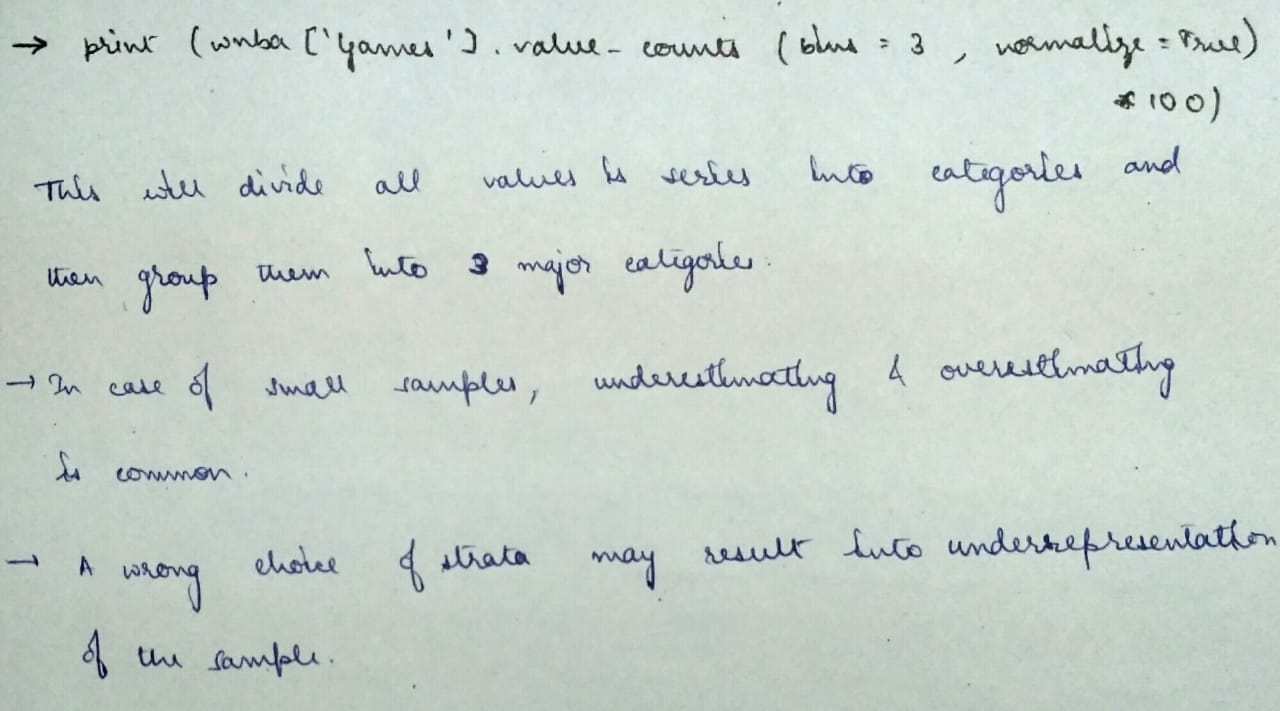 → print (wnba ['Games'] . value_counts (bins = 3 , normalize = True)
* 100)
This will divide all values is series into categories and
then group them into 3 major categories.
→ In case of small samples, underestimating & overestimating
is common.
→ A wrong choice of strata may result into underrepresentation
of the sample.